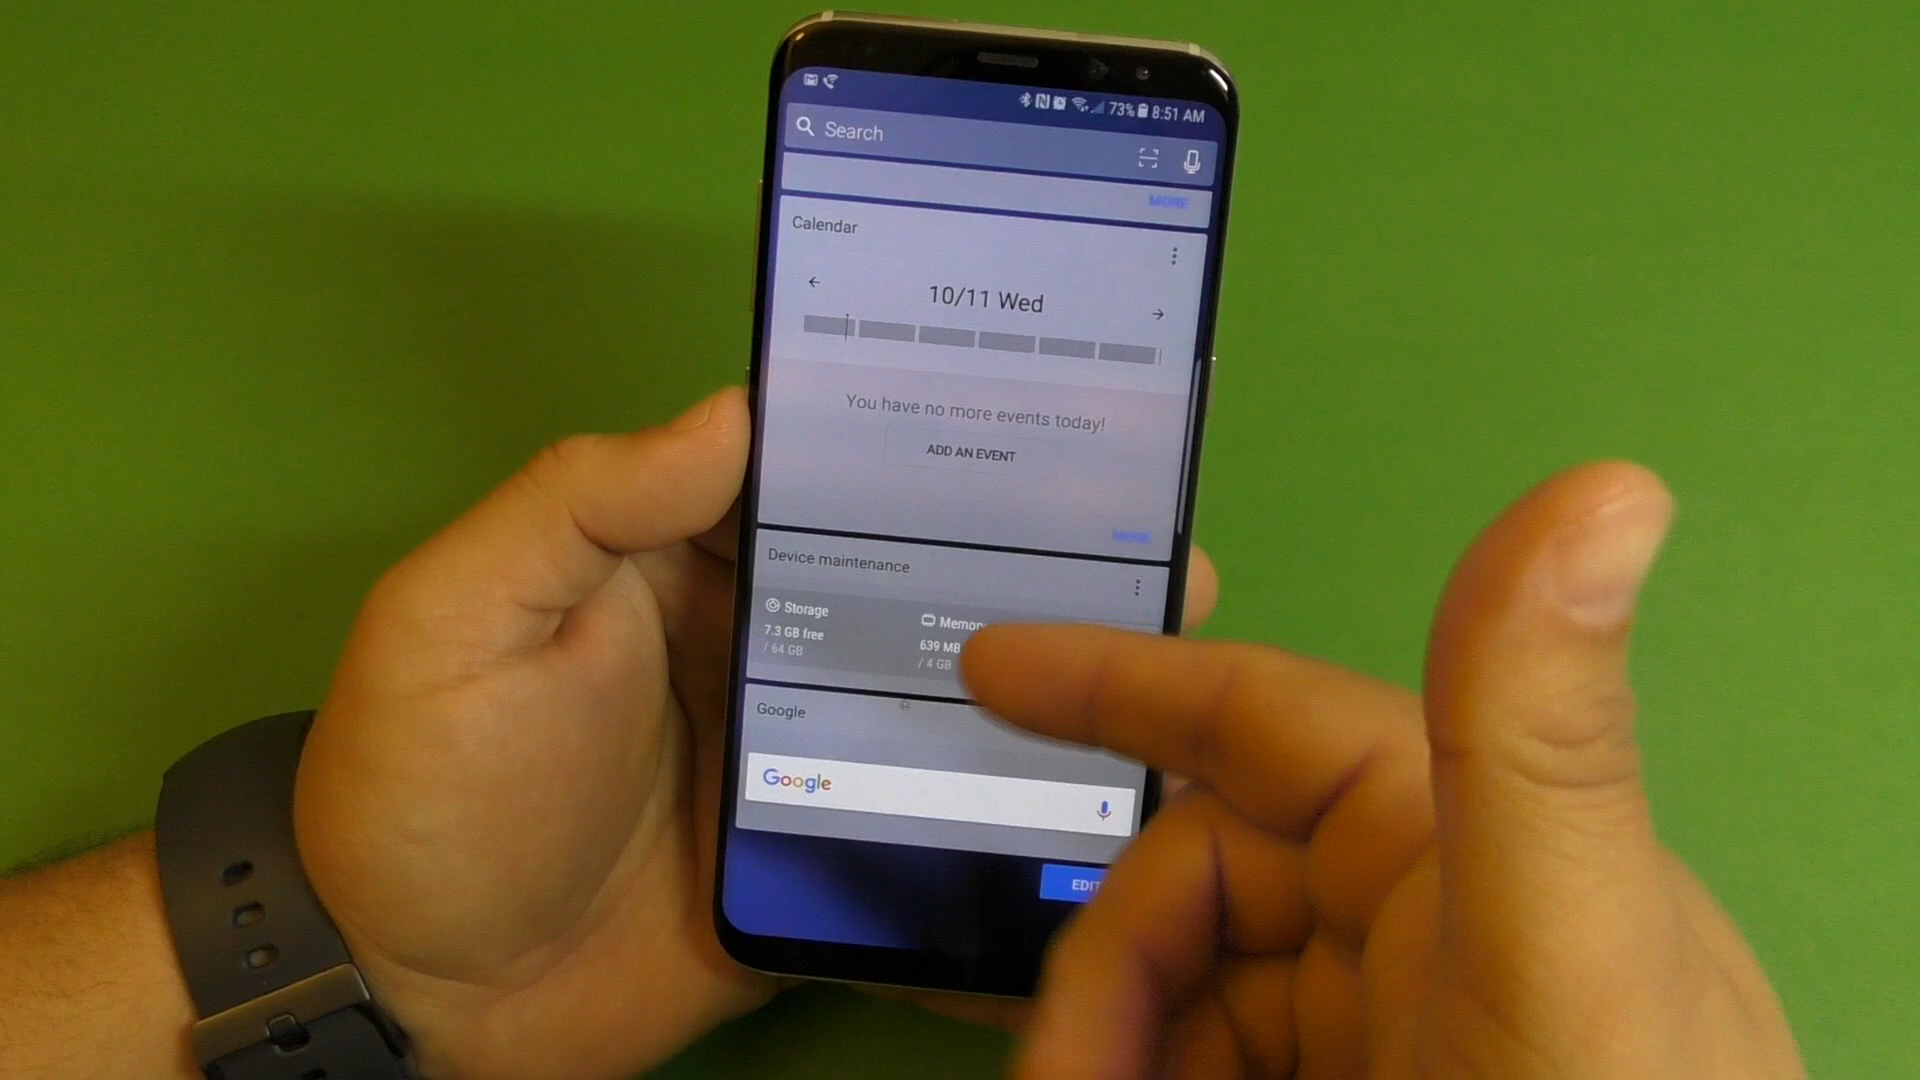 73% 8:51 AM
Search
MORE
Calendar
10/11 Wed
You have no more events today!
ADD AN EVENT
MORE
Device maintenance
Storage
7.3 GB free
/ 64 GB
639 MB
/ 4 GB
Google
Google